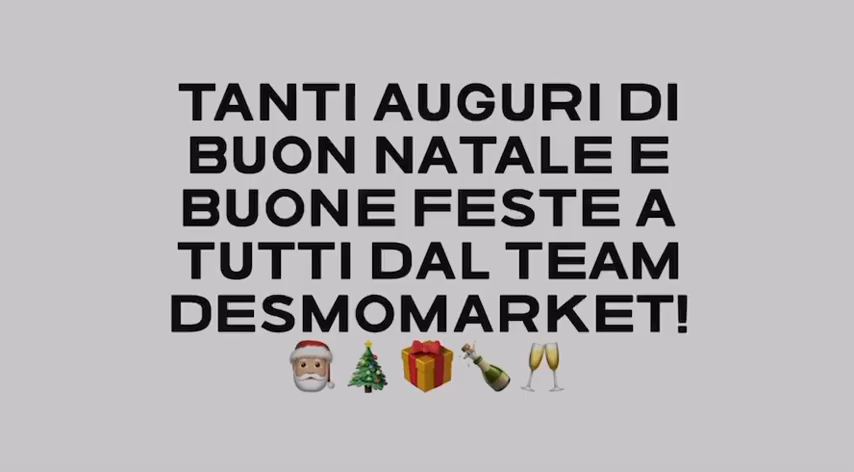 TANTI AUGURI DI
BUON NATALE E
BUONE FESTE A
TUTTI DAL TEAM
DESMOMARKET!
🎅🏼🎄🎁🍾🥂